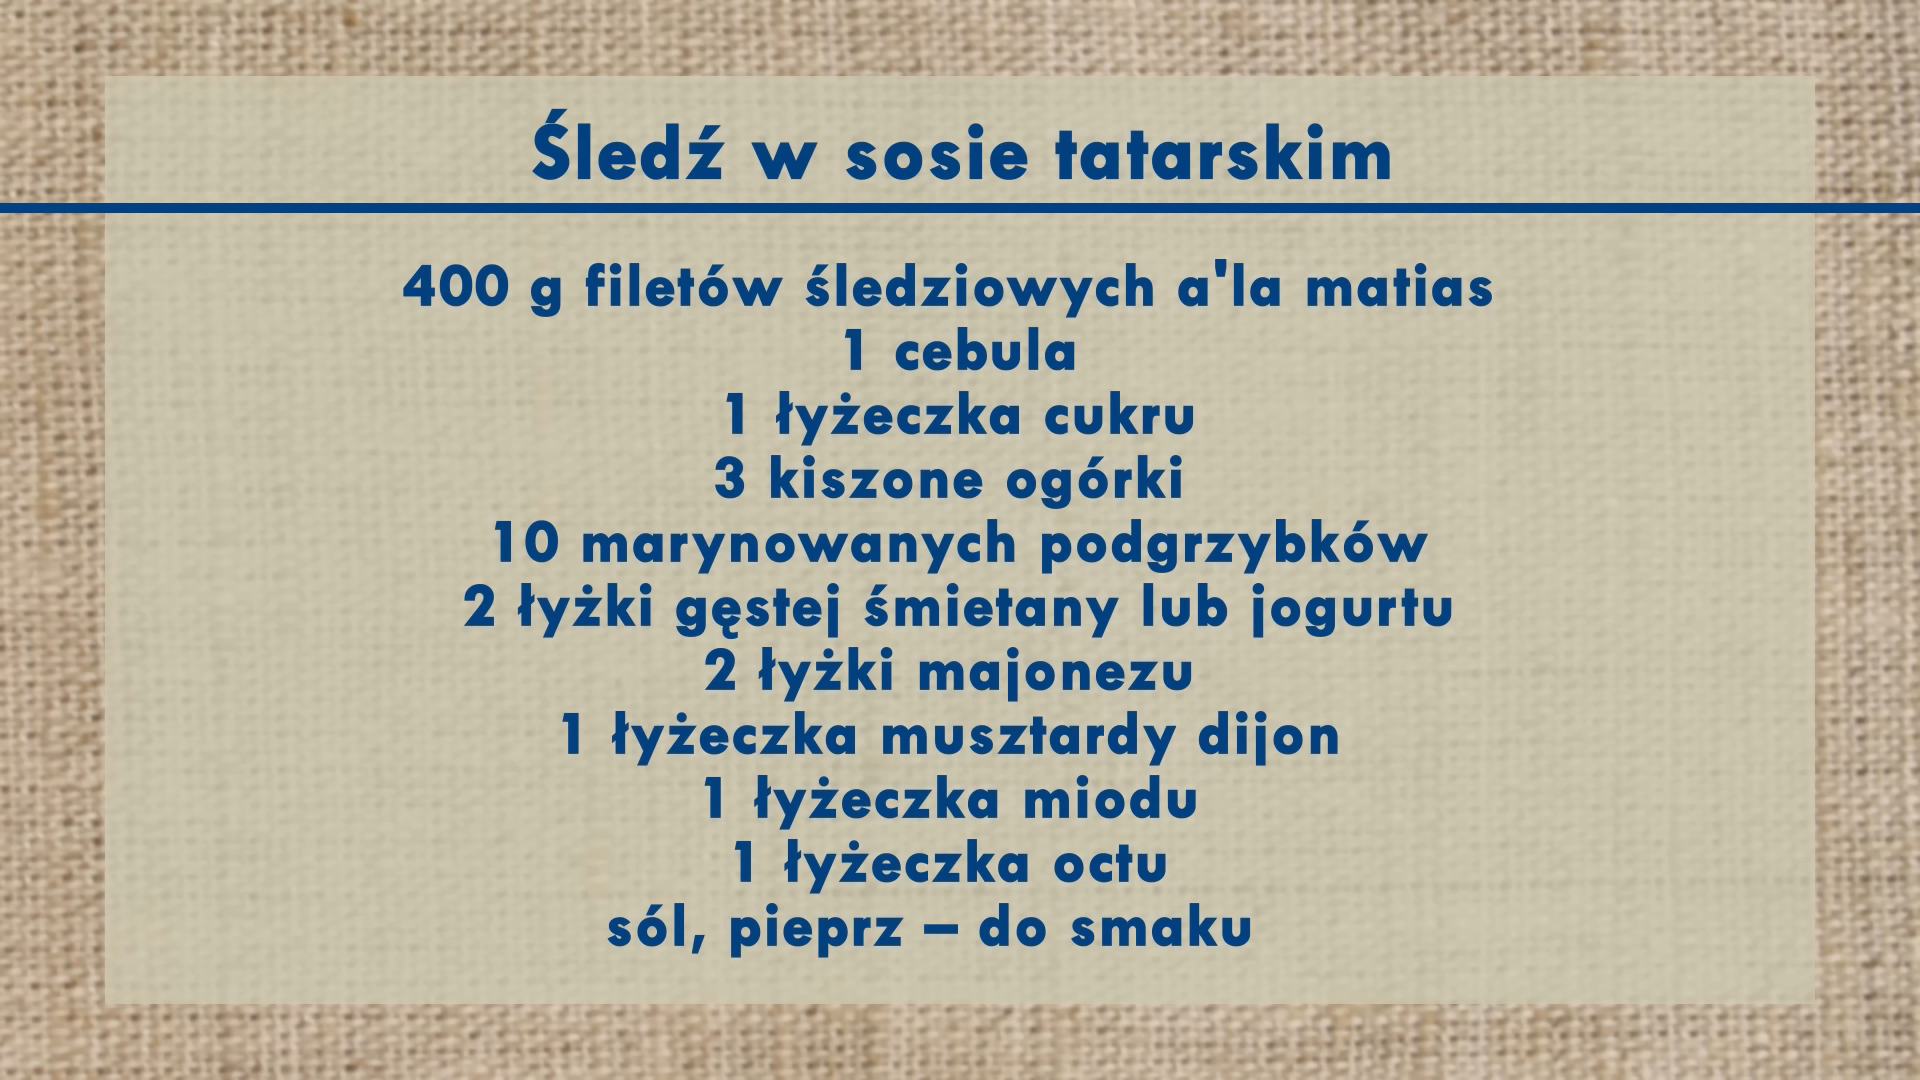 Śledź w sosie tatarskim
400 g filetów śledziowych a'la matias
1 cebula
1 łyżeczka cukru
3 kiszone ogórki
10 marynowanych podgrzybków
2 łyżki gęstej śmietany lub jogurtu
2 łyżki majonezu
1 łyżeczka musztardy dijon
1 łyżeczka miodu
1 łyżeczka octu
sól, pieprz – do smaku